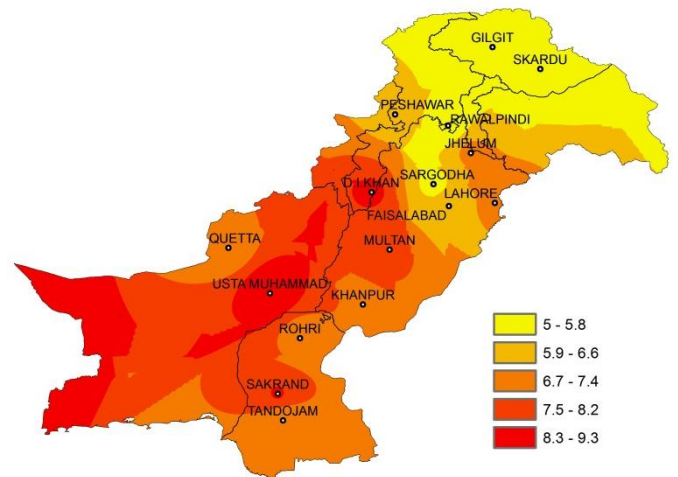 GILGIT
SKARDU
PESHAWAR
RAWALPINDI
JHELUM
SARGODHA
D.I.KHAN
LAHORE
FAISALABAD
QUETTA
MULTAN
USTA MUHAMMAD
KHANPUR
ROHRI
SAKRAND
TANDOJAM
5 - 5.8
5.9 - 6.6
6.7 - 7.4
7.5 - 8.2
8.3 - 9.3